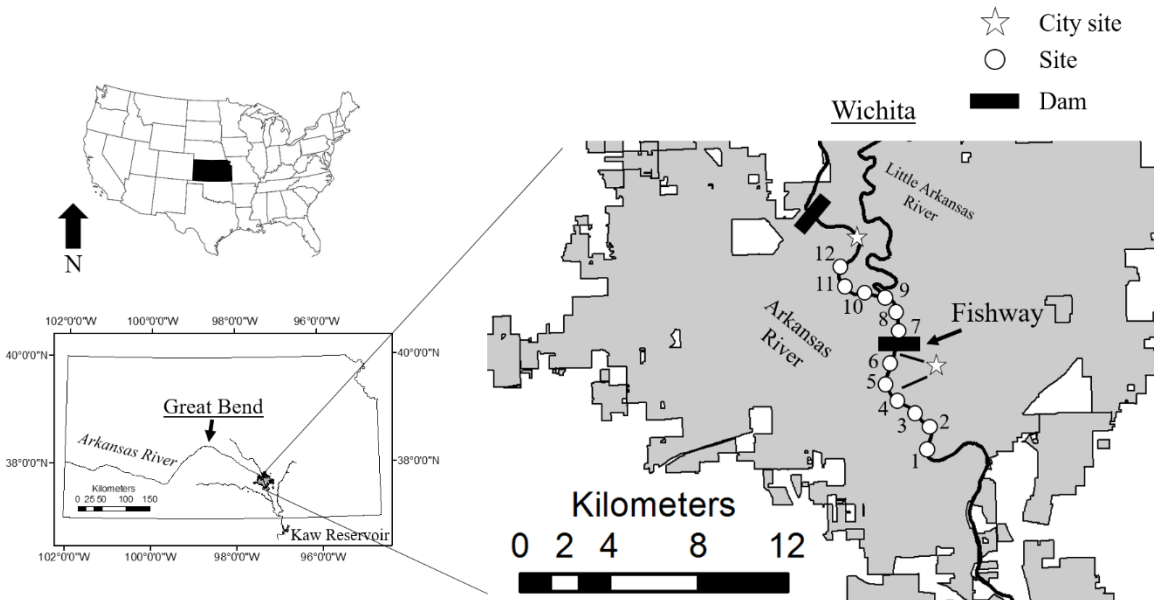 City site
Site
Dam
Wichita
N
Little Arkansas
River
12
11
10
9
8
7
Fishway
Arkansas
River
6
5
4
3
2
1
Kilometers
0 2 4 8 12
102°0'0"W 100°0'0"W 98°0'0"W 96°0'0"W
40°0'0"N
40°0'0"N
Great Bend
Arkansas River
38°0'0"N
38°0'0"N
Kilometers
0 25 50 100 150
Kaw Reservoir
102°0'0"W 100°0'0"W 98°0'0"W 96°0'0"W